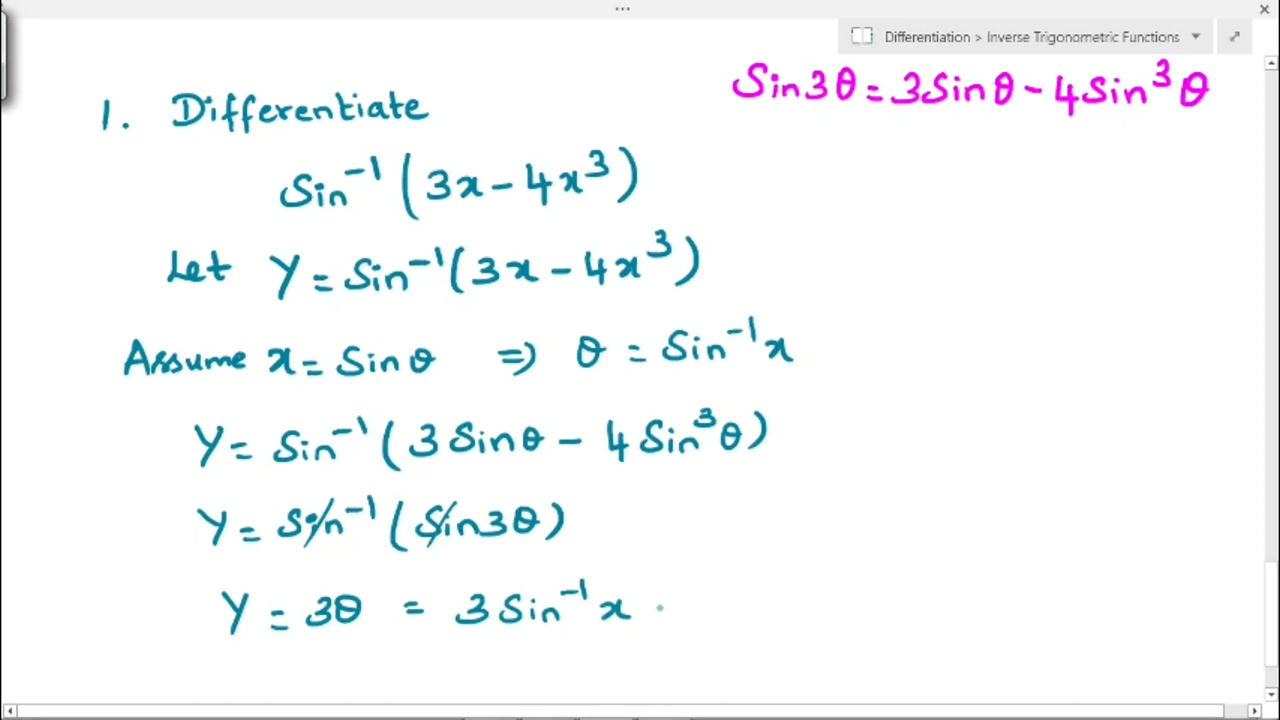 Differentiation > Inverse Trigonometric Functions
Sin3θ = 3Sinθ - 4Sin³θ
1. Differentiate
Sin⁻¹(3x - 4x³)
Let Y = Sin⁻¹(3x - 4x³)
Assume x = Sinθ ⇒ θ = Sin⁻¹x
Y = Sin⁻¹(3Sinθ - 4Sin³θ)
Y = Sin⁻¹(Sin3θ)
Y = 3θ = 3Sin⁻¹x